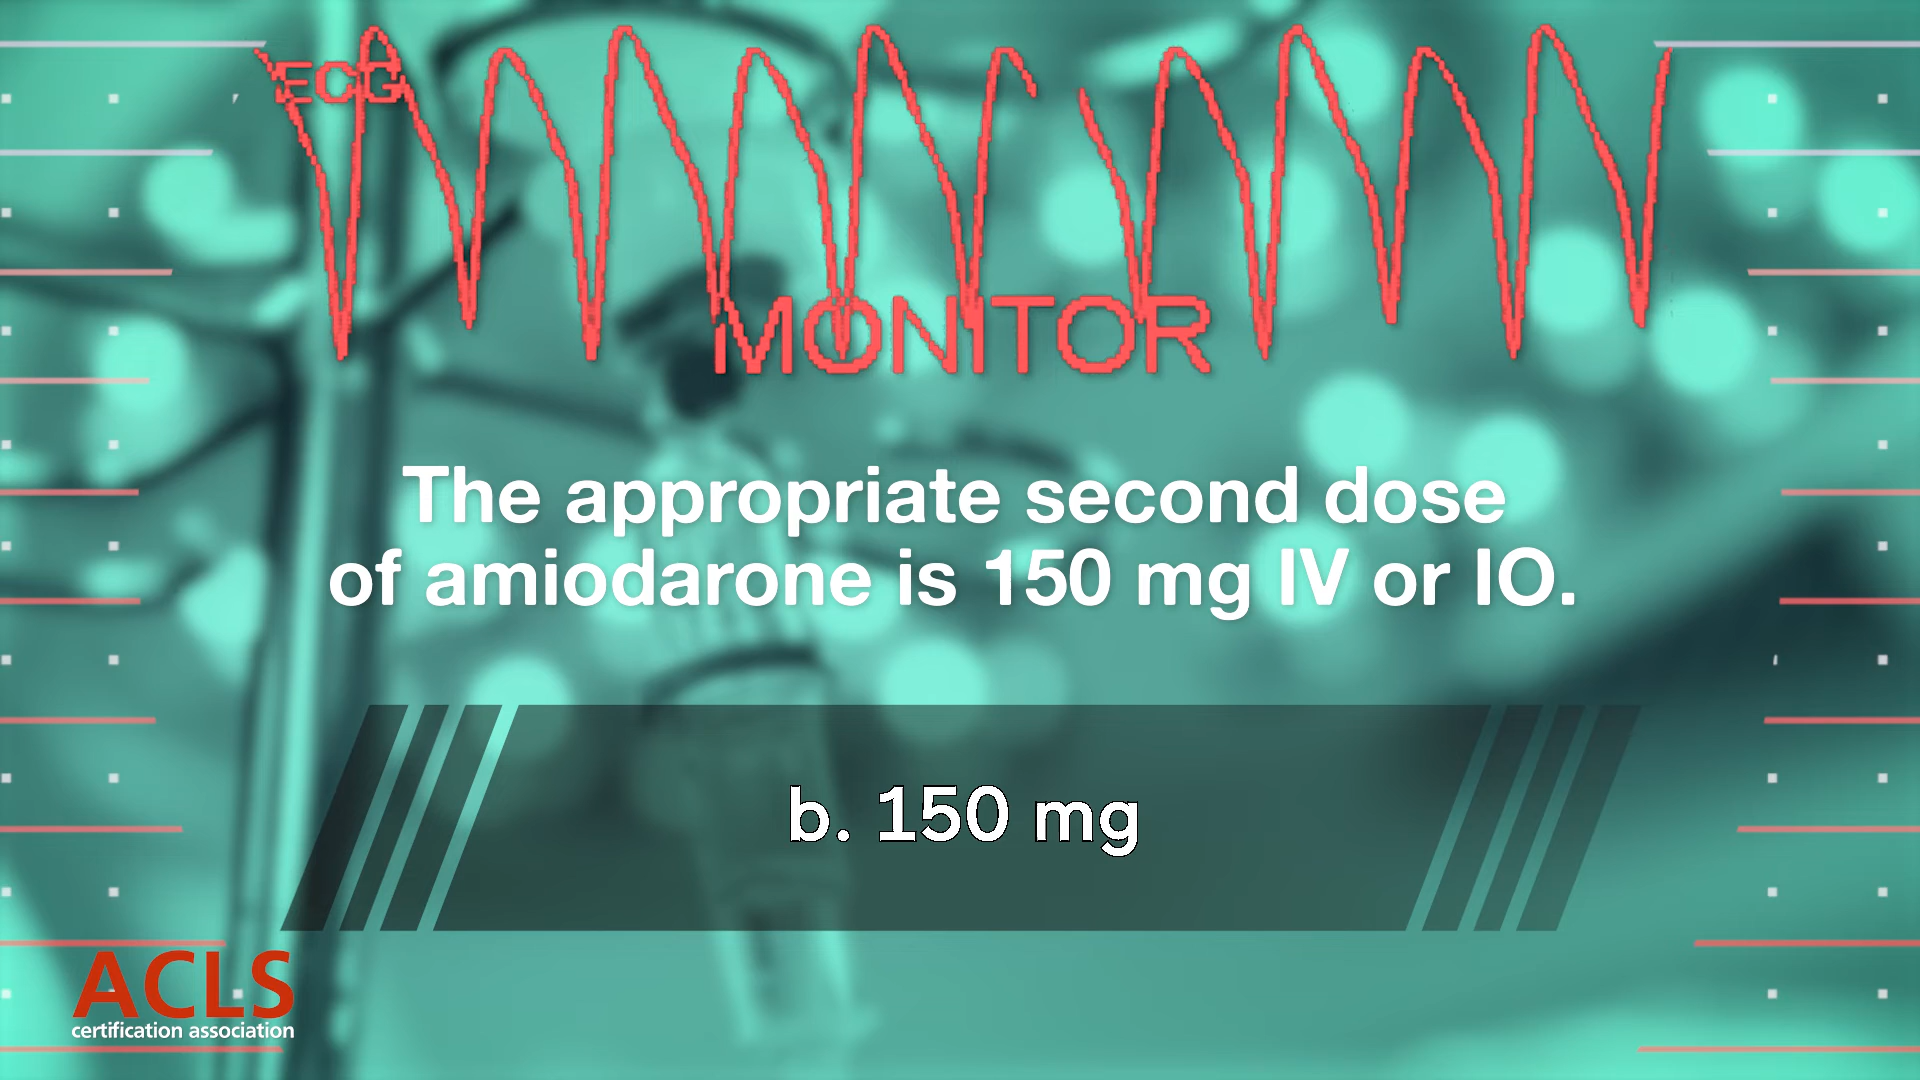 ECG
MONITOR
The appropriate second dose
of amiodarone is 150 mg IV or IO.
b. 150 mg
ACLS
certification association